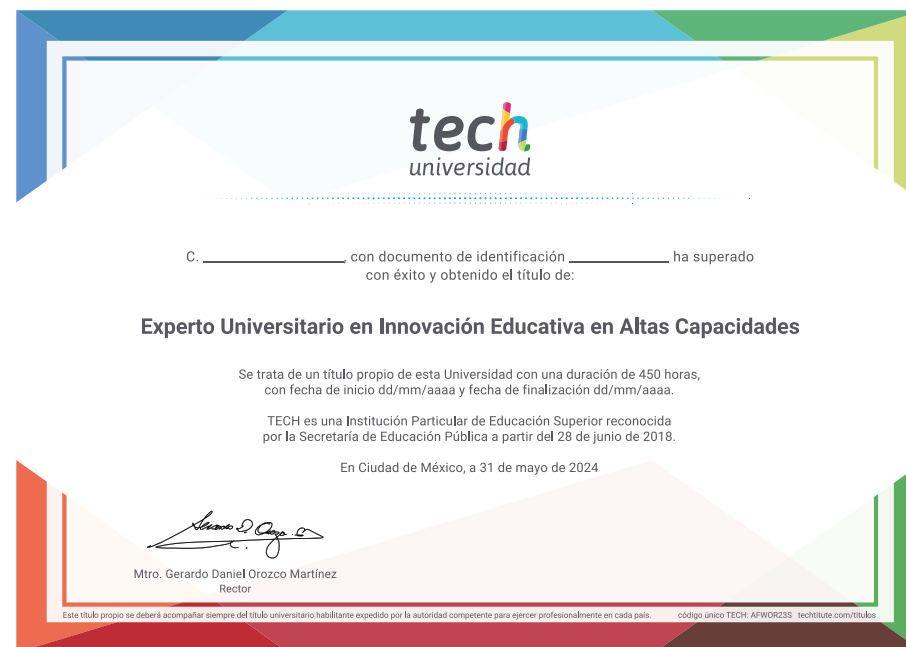 tech
universidad
C. ____________, con documento de identificación ____________ ha superado
con éxito y obtenido el título de:
Experto Universitario en Innovación Educativa en Altas Capacidades
Se trata de un título propio de esta Universidad con una duración de 450 horas,
con fecha de inicio dd/mm/aaaa y fecha de finalización dd/mm/aaaa.
TECH es una Institución Particular de Educación Superior reconocida
por la Secretaría de Educación Pública a partir del 28 de junio de 2018.
En Ciudad de México, a 31 de mayo de 2024
Mtro. Gerardo Daniel Orozco Martínez
Rector
Este título propio se deberá acompañar siempre del título universitario habilitante expedido por la autoridad competente para ejercer profesionalmente en cada país. código único TECH: AFWOR23S techtitute.com/titulos